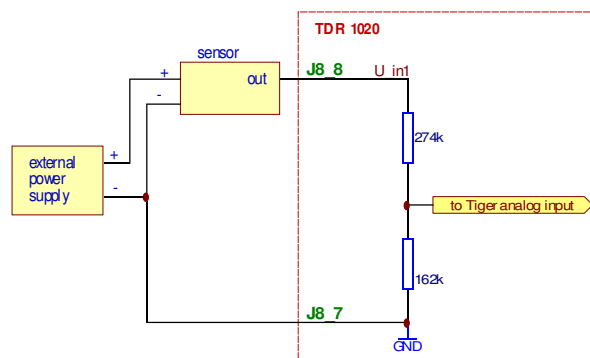 TDR 1020
sensor
J8_8
U_in1
+
out
-
274k
external
power
supply
+
-
to Tiger analog input
162k
J8_7
GND